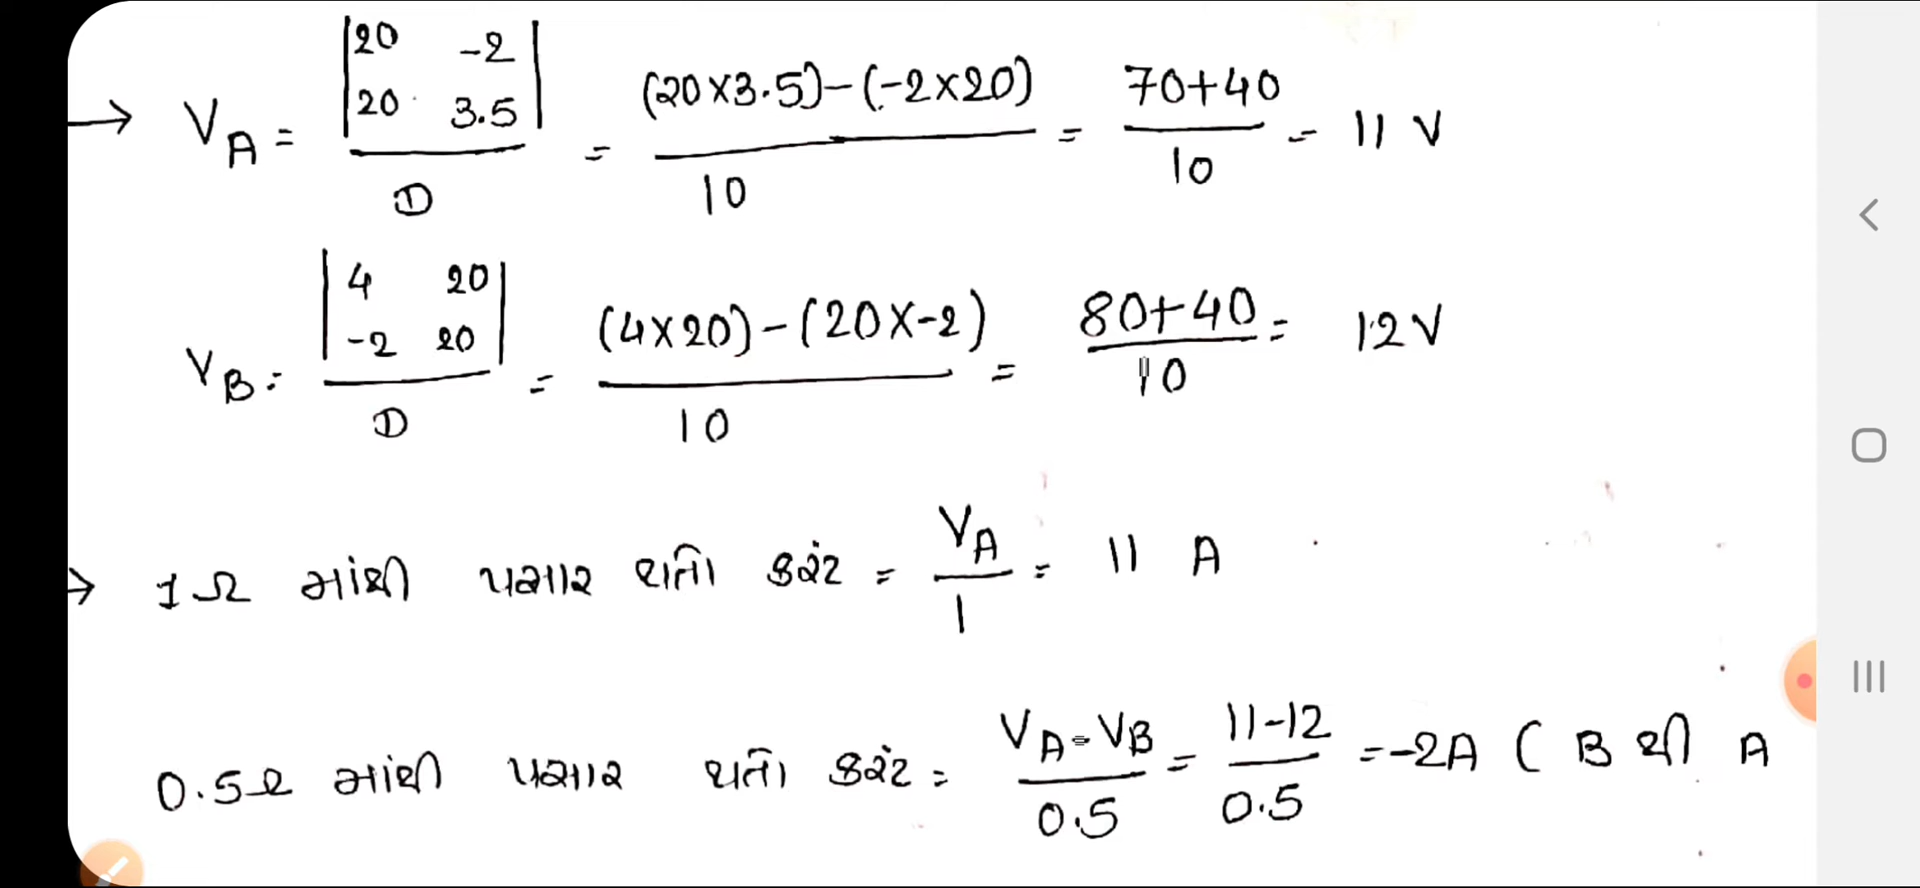 → V_A = |20 -2; 20 3.5| / D = (20×3.5)-(-2×20) / 10 = 70+40 / 10 = 11 V
V_B = |4 20; -2 20| / D = (4×20)-(20×-2) / 10 = 80+40 / 10 = 12V
→ 1Ω માંથી પસાર થતો કરંટ = V_A / 1 = 11 A
0.5Ω માંથી પસાર થતો કરંટ = V_A-V_B / 0.5 = 11-12 / 0.5 = -2A ( B થી A